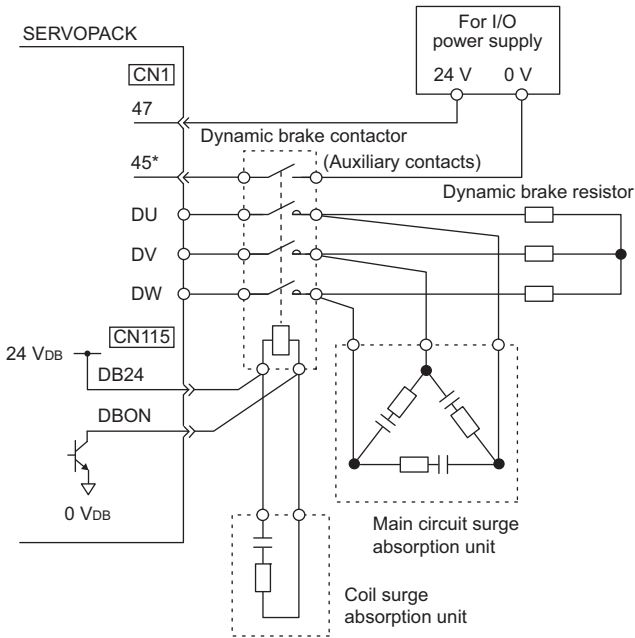 For I/O
power supply
24 V 0 V
SERVOPACK
CN1
47
Dynamic brake contactor
45*
(Auxiliary contacts)
Dynamic brake resistor
DU
DV
DW
CN115
24 VDB
DB24
DBON
0 VDB
Main circuit surge
absorption unit
Coil surge
absorption unit